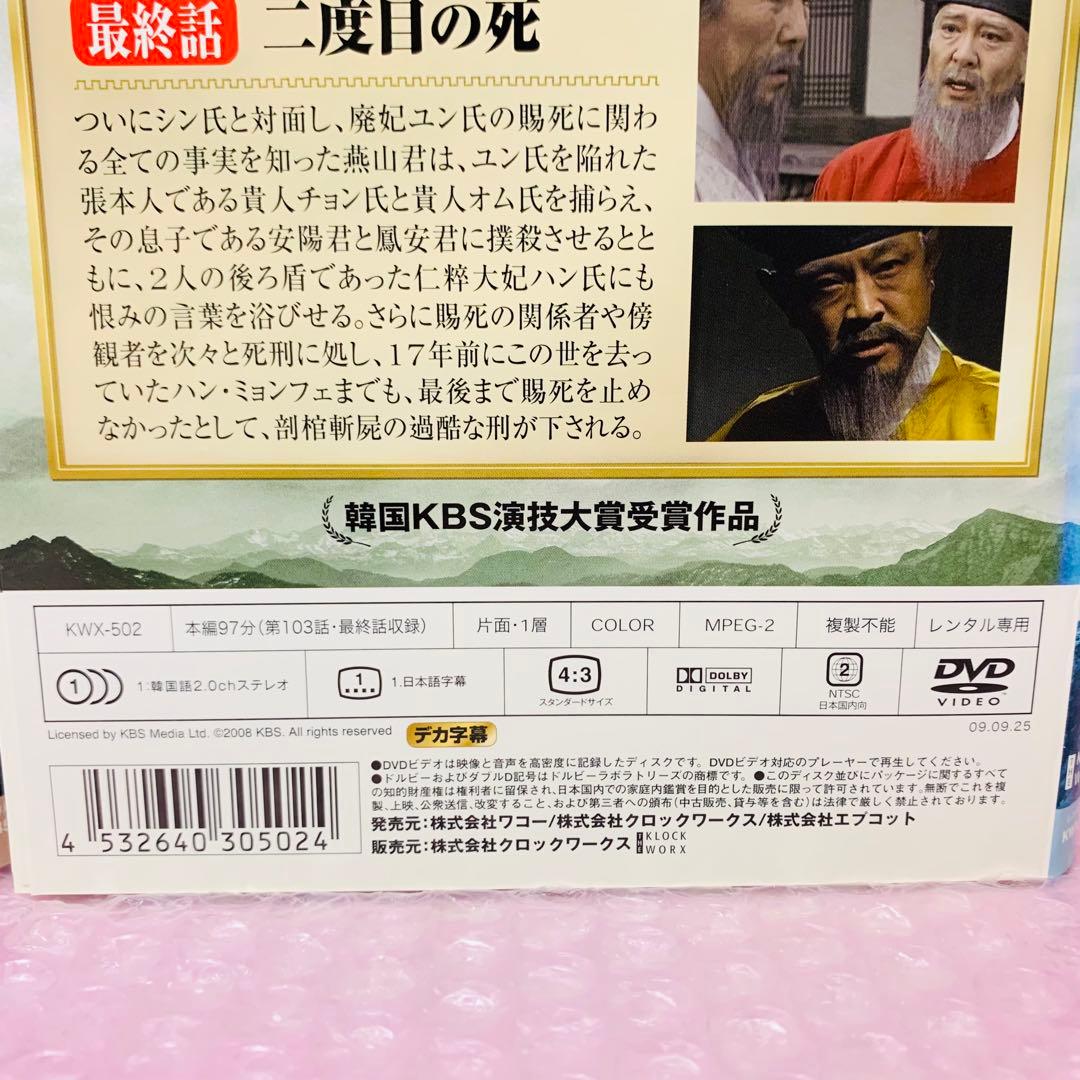 最終話 二度目の死
ついにシン氏と対面し、廃妃ユン氏の賜死に関わ
る全ての事実を知った燕山君は、ユン氏を陥れた
張本人である貴人チョン氏と貴人オム氏を捕らえ、
その息子である安陽君と鳳安君に撲殺させるとと
もに、2人の後ろ盾であった仁粋大妃ハン氏にも
恨みの言葉を浴びせる。さらに賜死の関係者や傍
観者を次々と死刑に処し、17年前にこの世を去っ
ていたハン・ミョンフェまでも、最後まで賜死を止め
なかったとして、剖棺斬屍の過酷な刑が下される。
韓国KBS演技大賞受賞作品
KWX-502 本編97分(第103話・最終話収録) 片面・1層 COLOR MPEG-2 複製不能 レンタル専用
1 1:韓国語2.0chステレオ 1 1.日本語字幕 4:3 スタンダードサイズ DOLBY DIGITAL 2 NTSC 日本国内向 DVD VIDEO
Licensed by KBS Media Ltd. ©2008 KBS. All rights reserved デカ字幕 09.09.25
●DVDビデオは映像と音声を高密度に記録したディスクです。DVDビデオ対応のプレーヤーで再生してください。
●ドルビーおよびダブルD記号はドルビーラボラトリーズの商標です。 ●このディスク並びにパッケージに関するすべて
の知的財産権は権利者に留保され、日本国内での家庭内鑑賞を目的とした販売に限って許可されています。無断でこれを複
製、上映、公衆送信、改変すること、および第三者への頒布(中古販売、貸与等を含む)は法律で厳しく禁止されております。
発売元:株式会社ワコー/株式会社クロックワークス/株式会社エプコット
販売元:株式会社クロックワークス THE KLOCK WORX
4 532640 305024